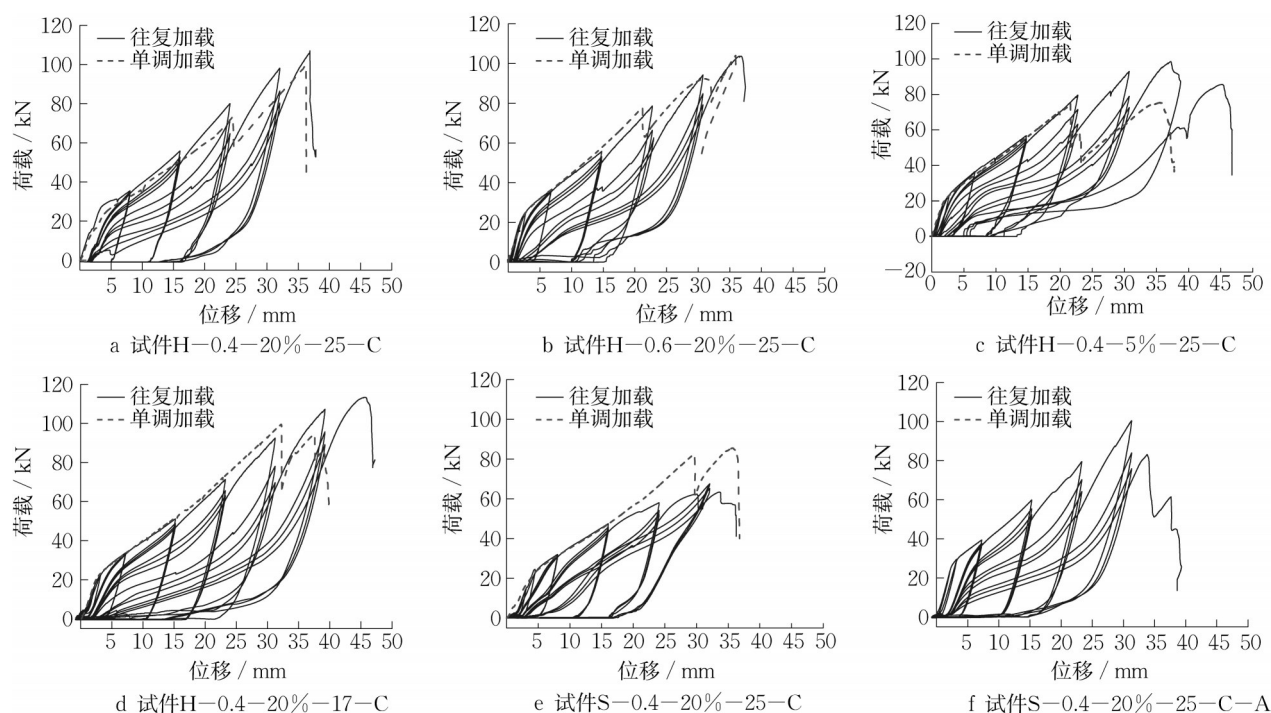 120
100
80
60
40
20
0
荷载 / kN
往复加载
单调加载
5 10 15 20 25 30 35 40 45 50
位移 / mm
a 试件H-0.4-20%-25-C
120
100
80
60
40
20
0
荷载 / kN
往复加载
单调加载
5 10 15 20 25 30 35 40 45 50
位移 / mm
b 试件H-0.6-20%-25-C
120
100
80
60
40
20
0
-20
荷载 / kN
往复加载
单调加载
0 5 10 15 20 25 30 35 40 45 50
位移 / mm
c 试件H-0.4-5%-25-C
120
100
80
60
40
20
0
荷载 / kN
往复加载
单调加载
5 10 15 20 25 30 35 40 45 50
位移 / mm
d 试件H-0.4-20%-17-C
120
100
80
60
40
20
0
荷载 / kN
往复加载
单调加载
5 10 15 20 25 30 35 40 45 50
位移 / mm
e 试件S-0.4-20%-25-C
120
100
80
60
40
20
0
荷载 / kN
往复加载
单调加载
5 10 15 20 25 30 35 40 45 50
位移 / mm
f 试件S-0.4-20%-25-C-A